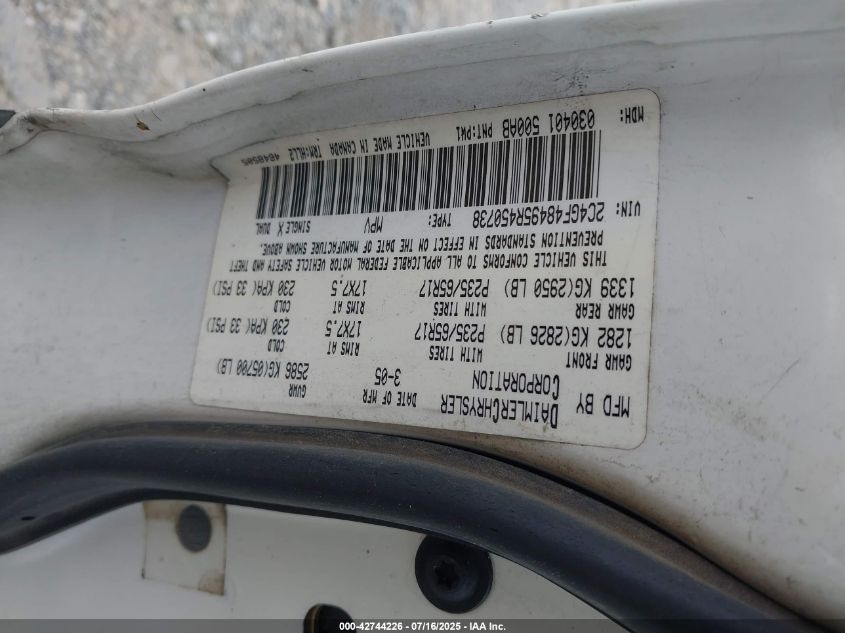 MFD BY DAIMLERCHRYSLER CORPORATION
DATE OF MFR 3-05
GVWR 2586 KG(05700 LB)
GAWR FRONT WITH TIRES RIMS AT COLD
1282 KG(2826 LB) P235/65R17 17X7.5 230 KPA( 33 PSI)
GAWR REAR WITH TIRES RIMS AT COLD
1339 KG(2950 LB) P235/65R17 17X7.5 230 KPA( 33 PSI)
THIS VEHICLE CONFORMS TO ALL APPLICABLE FEDERAL MOTOR VEHICLE SAFETY AND THEFT
PREVENTION STANDARDS IN EFFECT ON THE DATE OF MANUFACTURE SHOWN ABOVE.
VIN: 2C4GF48495R450738 TYPE: MPV SINGLE X DUAL
MDH: 030401 500AB PNT:PW1 VEHICLE MADE IN CANADA TRM:HLL2 4648505
000-42744226 - 07/16/2025 - IAA Inc.